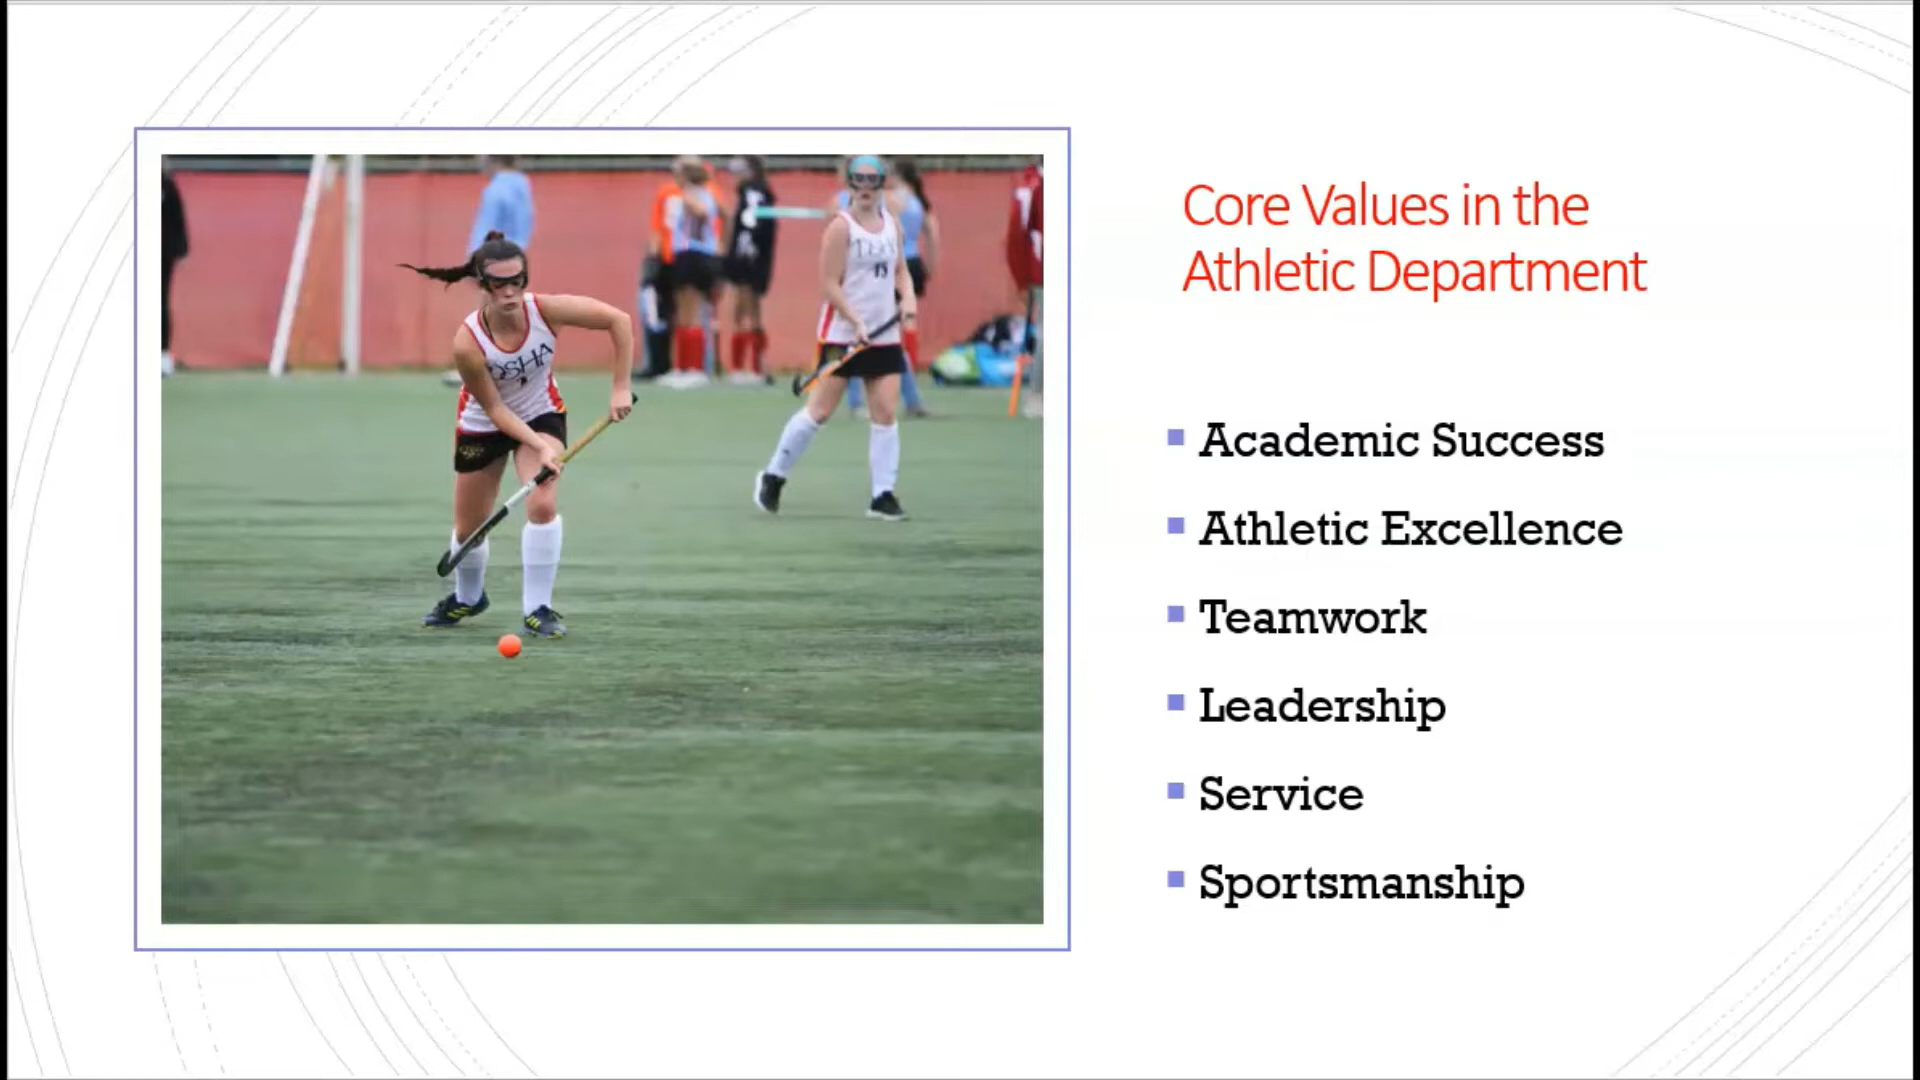 Core Values in the
Athletic Department
Academic Success
Athletic Excellence
Teamwork
Leadership
Service
Sportsmanship